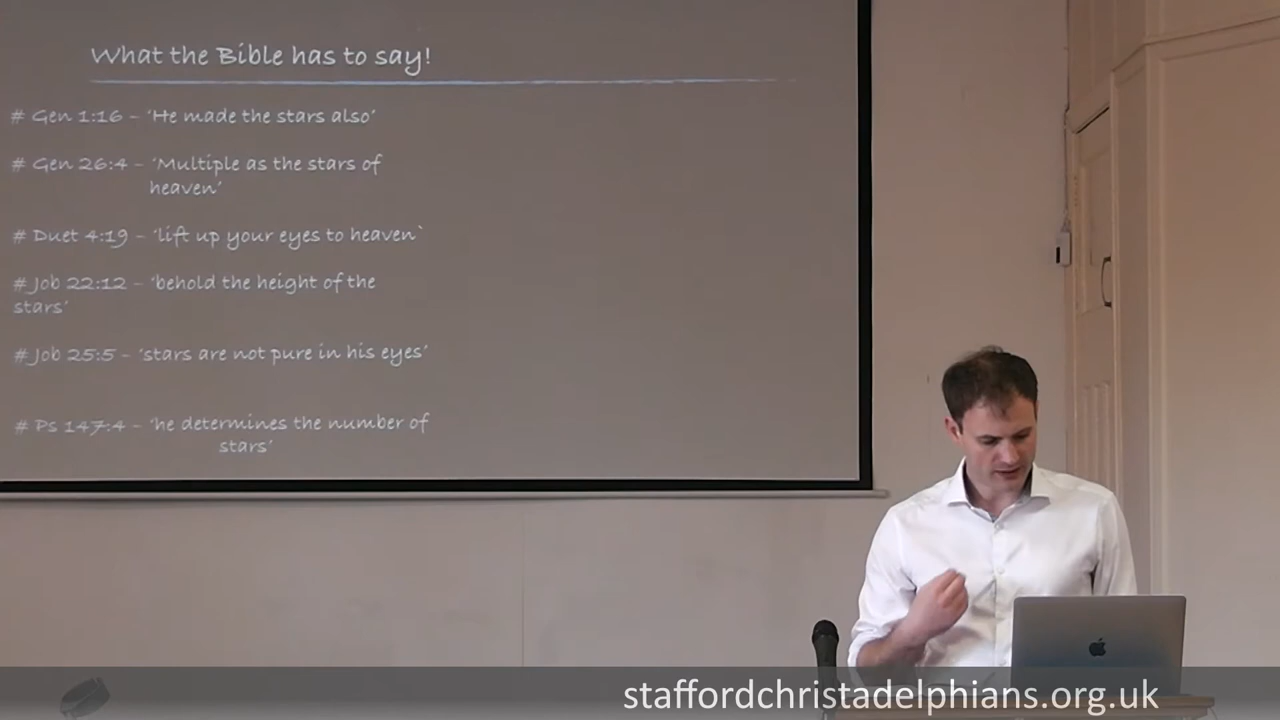 What the Bible has to say!
# Gen 1:16 - 'He made the stars also'
# Gen 26:4 - 'Multiple as the stars of
heaven'
# Duet 4:19 - 'lift up your eyes to heaven`
# Job 22:12 - 'behold the height of the
stars'
# Job 25:5 - 'stars are not pure in his eyes'
# Ps 147:4 - 'he determines the number of
stars'
staffordchristadelphians.org.uk